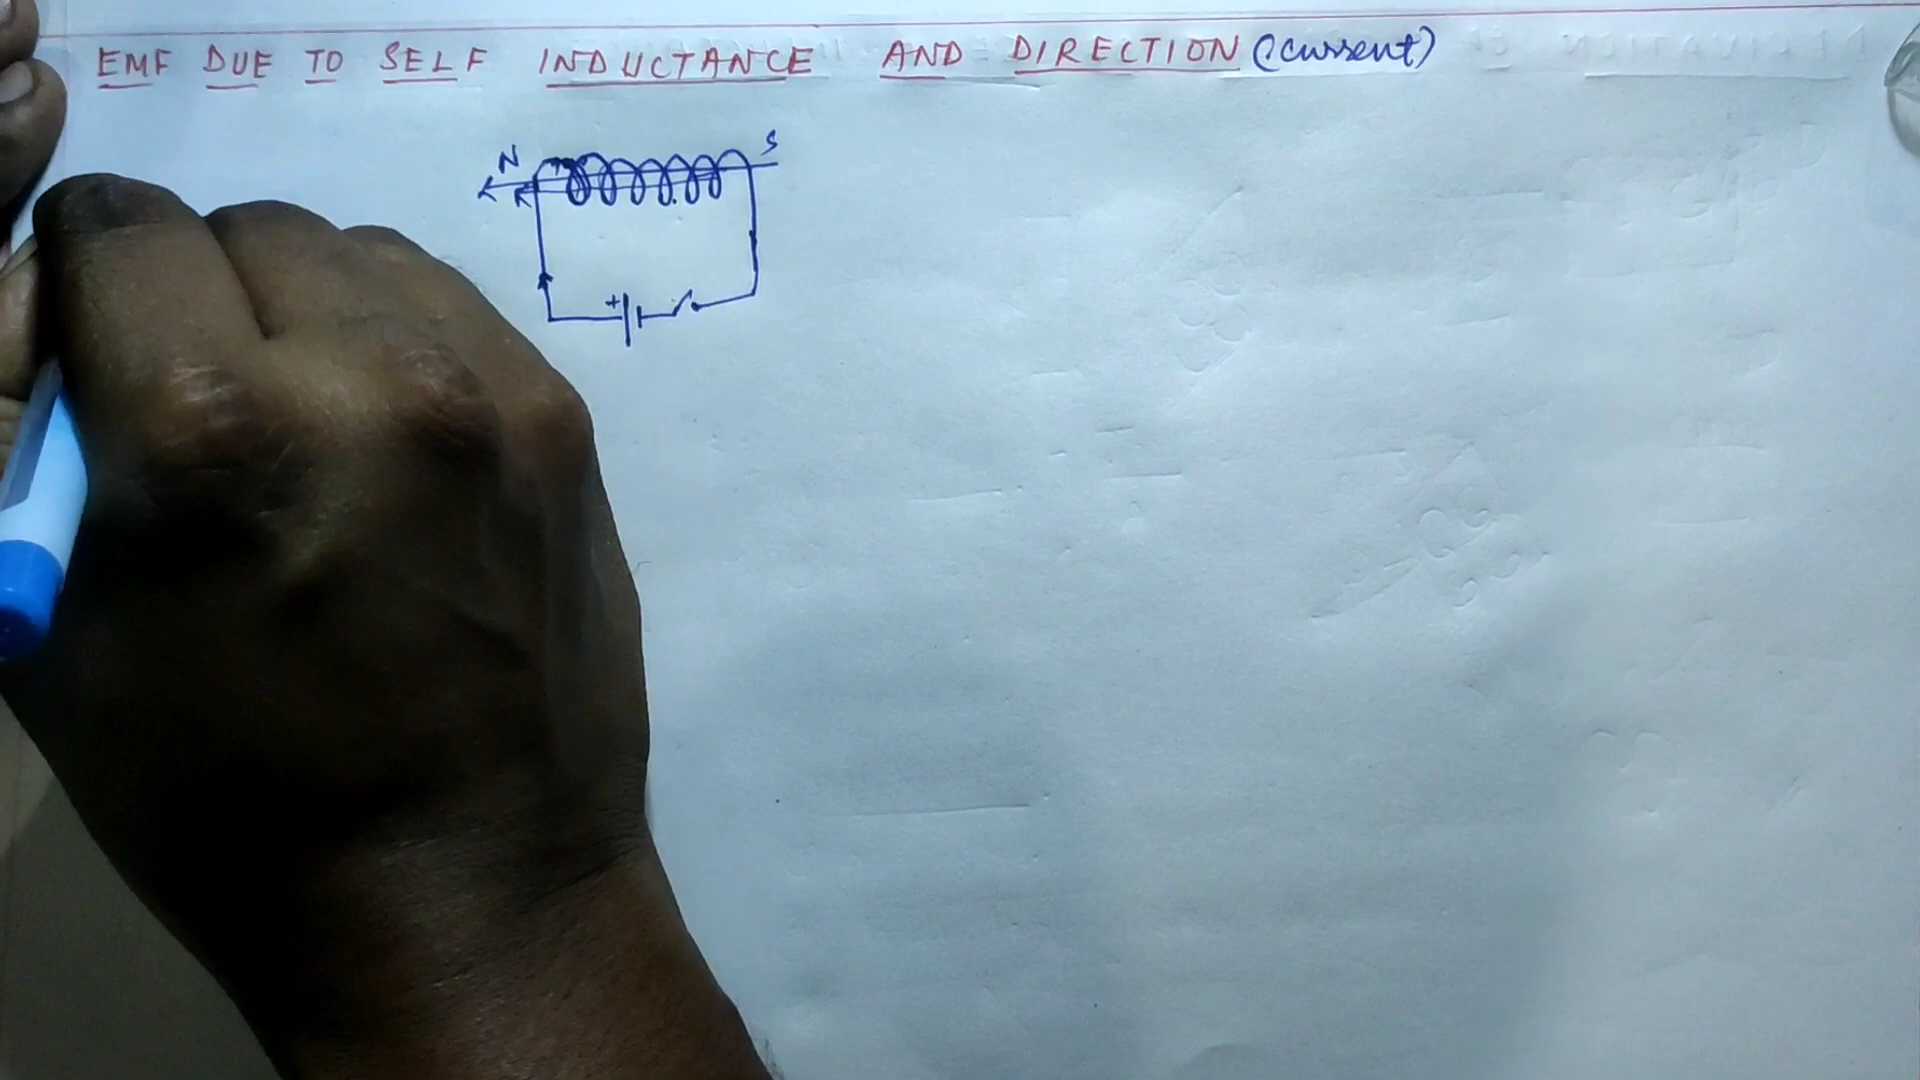 EMF DUE TO SELF INDUCTANCE AND DIRECTION (current)
N S
+